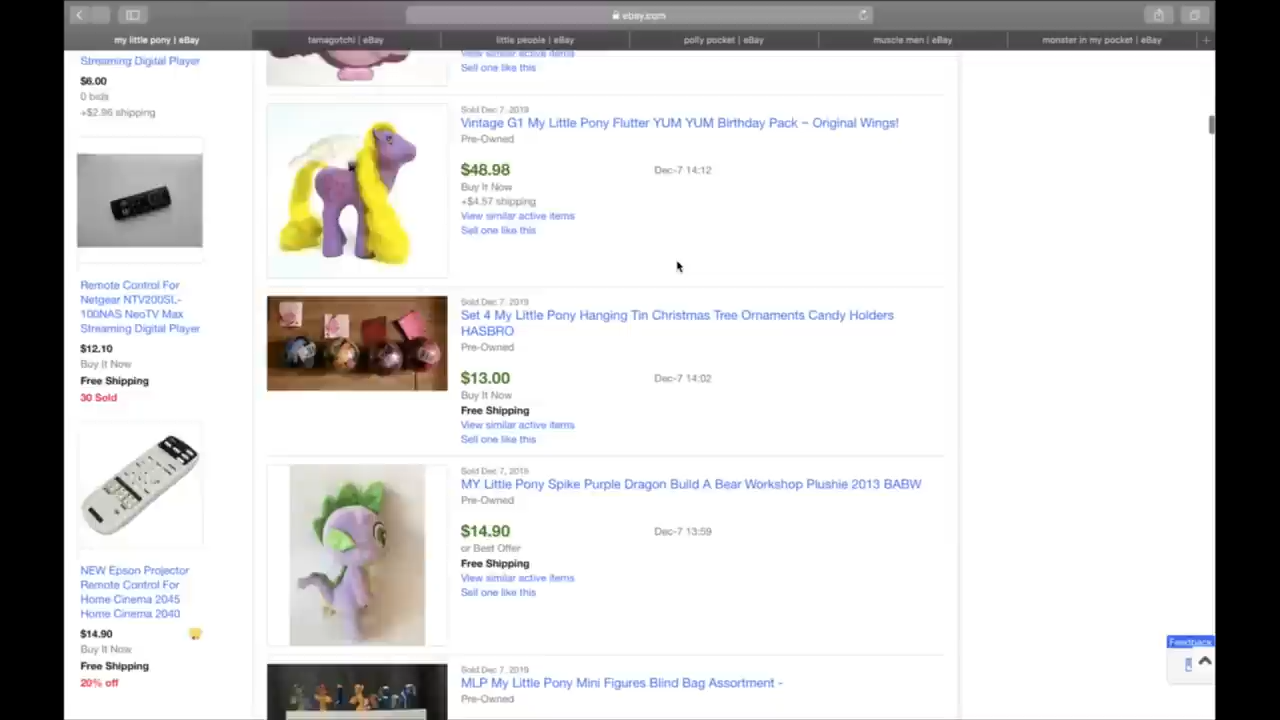 ebay.com
my little pony | eBay
tamagotchi | eBay
little people | eBay
polly pocket | eBay
muscle men | eBay
monster in my pocket | eBay
Streaming Digital Player
$6.00
0 bids
+$2.96 shipping
Remote Control For
Netgear NTV200SL-
100NAS NeoTV Max
Streaming Digital Player
$12.10
Buy It Now
Free Shipping
30 Sold
NEW Epson Projector
Remote Control For
Home Cinema 2045
Home Cinema 2040
$14.90
Buy It Now
Free Shipping
20% off
View similar active items
Sell one like this
Sold Dec 7, 2019
Vintage G1 My Little Pony Flutter YUM YUM Birthday Pack ~ Original Wings!
Pre-Owned
$48.98
Dec-7 14:12
Buy It Now
+$4.57 shipping
View similar active items
Sell one like this
Sold Dec 7, 2019
Set 4 My Little Pony Hanging Tin Christmas Tree Ornaments Candy Holders
HASBRO
Pre-Owned
$13.00
Dec-7 14:02
Buy It Now
Free Shipping
View similar active items
Sell one like this
Sold Dec 7, 2019
MY Little Pony Spike Purple Dragon Build A Bear Workshop Plushie 2013 BABW
Pre-Owned
$14.90
Dec-7 13:59
or Best Offer
Free Shipping
View similar active items
Sell one like this
Sold Dec 7, 2019
MLP My Little Pony Mini Figures Blind Bag Assortment -
Pre-Owned
Feedback